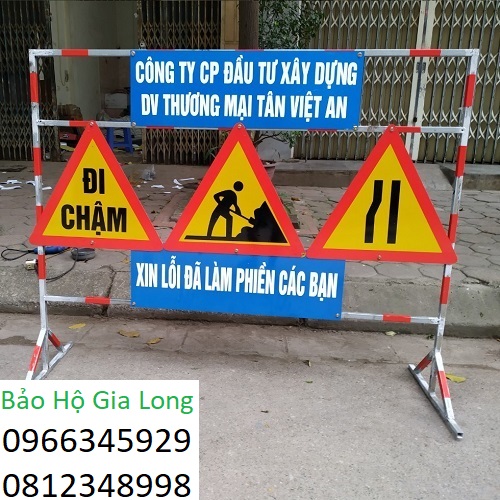 CÔNG TY CP ĐẦU TƯ XÂY DỰNG
DV THƯƠNG MẠI TÂN VIỆT AN
ĐI
CHẬM
XIN LỖI ĐÃ LÀM PHIỀN CÁC BẠN
Bảo Hộ Gia Long
0966345929
0812348998